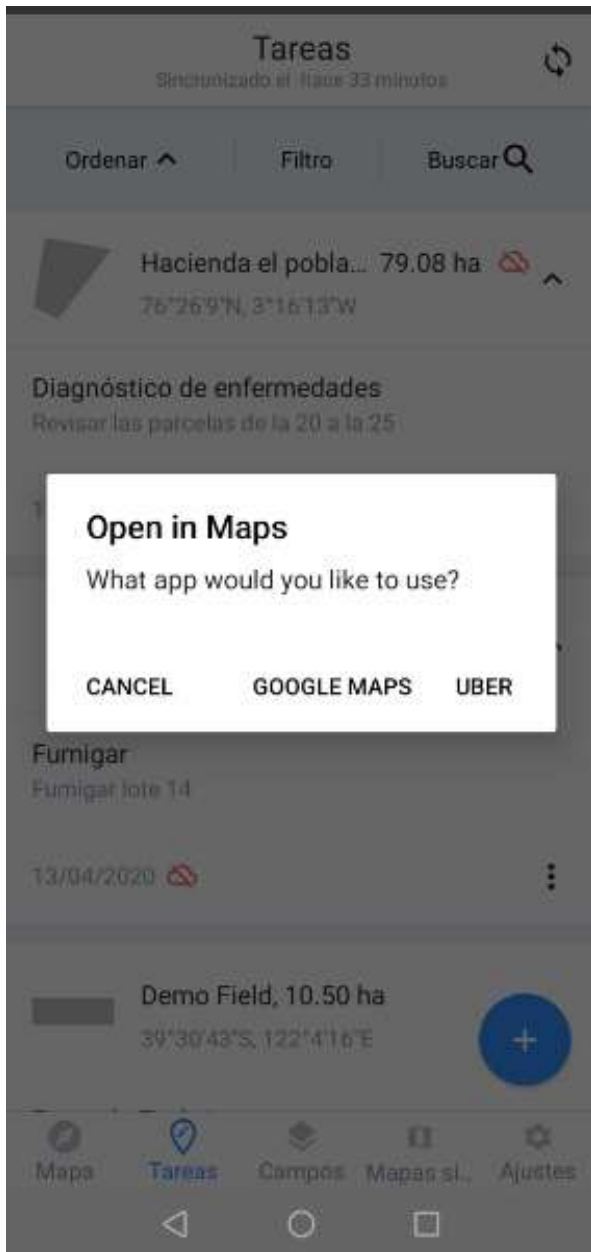 Tareas
Sincronizado el hace 33 minutos
Ordenar
Filtro
Buscar
Hacienda el pobla... 79.08 ha
76°26'9"N, 3°16'13"W
Diagnóstico de enfermedades
Revisar las parcelas de la 20 a la 25
1
Open in Maps
What app would you like to use?
CANCEL
GOOGLE MAPS
UBER
Fumigar
Fumigar lote 14
13/04/2020
Demo Field, 10.50 ha
39°30'43"S, 122°4'16"E
Mapa
Tareas
Campos
Mapas si..
Ajustes